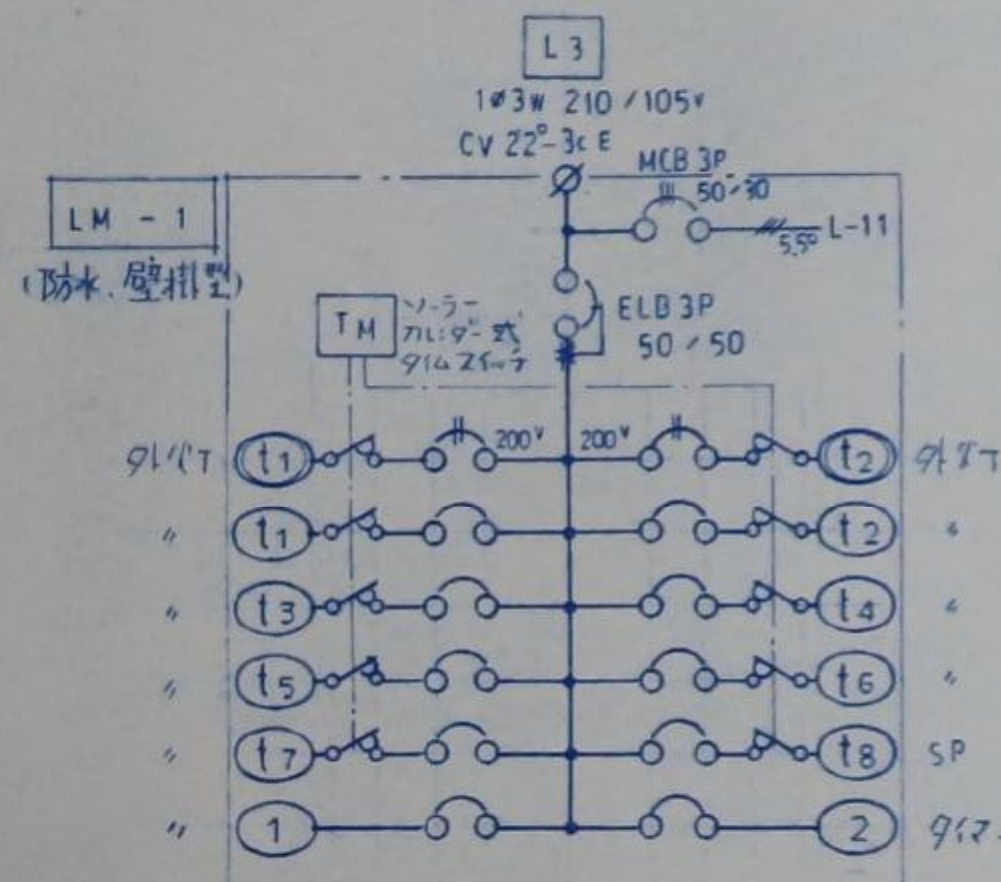 L 3
1φ3W 210/105V
CV 22□-3c E
MCB 3P
50/30
L-11
5.5□
LM - 1
(防水、壁掛型)
TM
ソーラー
カレンダー式
タイムスイッチ
ELB 3P
50/50
t1 200V 200V t2
〃 t1 t2 〃
〃 t3 t4 〃
〃 t5 t6 〃
〃 t7 t8 SP
〃 1 2